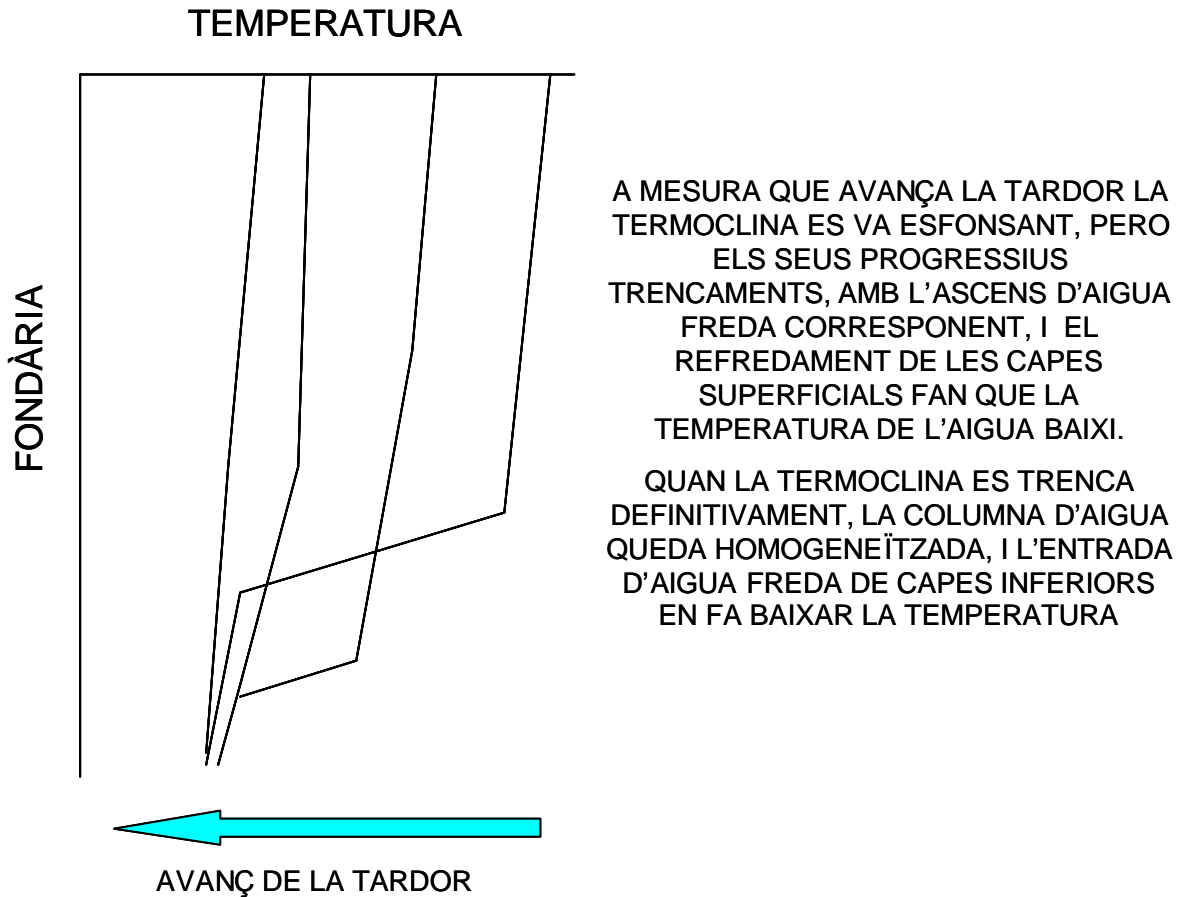 TEMPERATURA
FONDÀRIA
A MESURA QUE AVANÇA LA TARDOR LA
TERMOCLINA ES VA ESFONSANT, PERO
ELS SEUS PROGRESSIUS
TRENCAMENTS, AMB L'ASCENS D'AIGUA
FREDA CORRESPONENT, I EL
REFREDAMENT DE LES CAPES
SUPERFICIALS FAN QUE LA
TEMPERATURA DE L'AIGUA BAIXI.
QUAN LA TERMOCLINA ES TRENCA
DEFINITIVAMENT, LA COLUMNA D'AIGUA
QUEDA HOMOGENEÏTZADA, I L'ENTRADA
D'AIGUA FREDA DE CAPES INFERIORS
EN FA BAIXAR LA TEMPERATURA
AVANÇ DE LA TARDOR